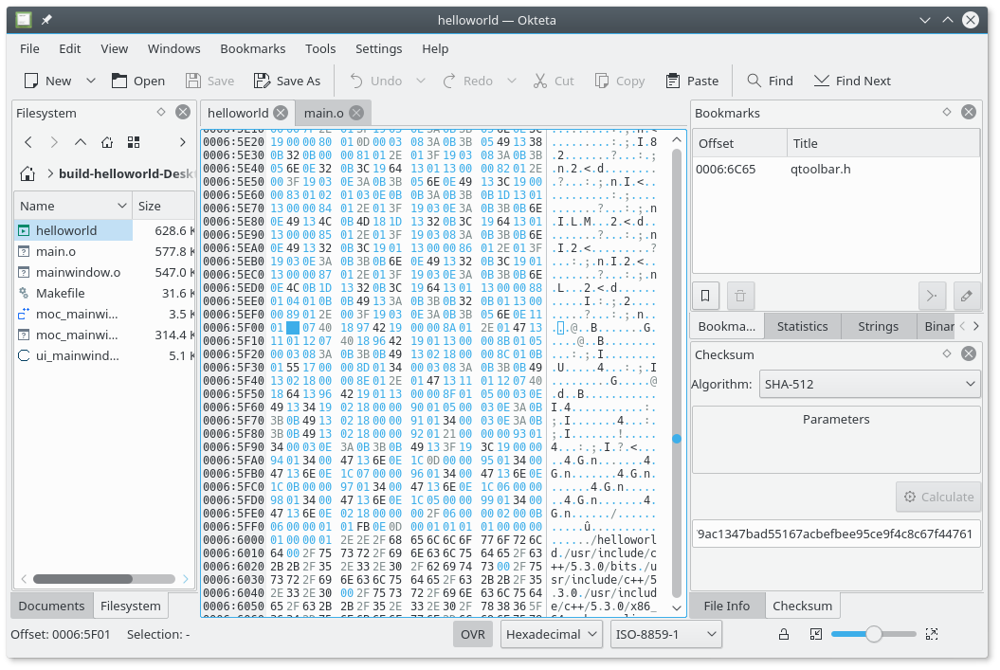 helloworld — Okteta
File Edit View Windows Bookmarks Tools Settings Help
New Open Save Save As Undo Redo Cut Copy Paste Find Find Next
Filesystem
build-helloworld-Desk
Name Size
helloworld 628.6 K
main.o 577.8 K
mainwindow.o 547.0 K
Makefile 31.6 K
moc_mainwi... 3.5 K
moc_mainwi... 314.4 K
ui_mainwind... 5.1 K
Documents Filesystem
helloworld main.o
0006:5E20 19 00 00 80 01 0D 00 03 08 3A 0B 3B 05 49 13 38 .........:.;.I.8
0006:5E30 0B 32 0B 00 00 81 01 2E 01 3F 19 03 08 3A 0B 3B .2.......?...:.;
0006:5E40 05 6E 0E 32 0B 3C 19 64 13 01 13 00 00 82 01 2E .n.2.<.d........
0006:5E50 00 3F 19 03 0E 3A 0B 3B 05 6E 0E 49 13 3C 19 00 .?...:.;.n.I.<..
0006:5E60 00 83 01 02 01 03 0E 0B 0B 3A 0B 3B 0B 1D 13 01 .........:.;....
0006:5E70 13 00 00 84 01 2E 01 3F 19 03 0E 3A 0B 3B 0B 6E .......?...:.;.n
0006:5E80 0E 49 13 4C 0B 4D 18 1D 13 32 0B 3C 19 64 13 01 .I.L.M...2.<.d..
0006:5E90 13 00 00 85 01 2E 01 3F 19 03 0E 3A 0B 3B 0B 6E .......?...:.;.n
0006:5EA0 0E 49 13 32 0B 3C 19 01 13 00 00 86 01 2E 01 3F .I.2.<.........?
0006:5EB0 19 03 0E 3A 0B 3B 0B 6E 0E 49 13 32 0B 3C 19 01 ...:.;.n.I.2.<..
0006:5EC0 13 00 00 87 01 2E 01 3F 19 03 0E 3A 0B 3B 0B 6E .......?...:.;.n
0006:5ED0 0E 4C 0B 1D 13 32 0B 3C 19 64 13 01 13 00 00 88 .L...2.<.d......
0006:5EE0 01 04 01 0B 0B 49 13 3A 0B 3B 0B 32 0B 01 13 00 .....I.:.;.2....
0006:5EF0 00 89 01 2E 00 3F 19 03 0E 3A 0B 3B 05 6E 0E 11 .....?...:.;.n..
0006:5F00 01 07 40 18 97 42 19 00 00 8A 01 2E 01 47 13 ...@..B.......G.
0006:5F10 11 01 12 07 40 18 96 42 19 01 13 00 00 8B 01 05 ....@..B........
0006:5F20 00 03 08 3A 0B 3B 0B 49 13 02 18 00 00 8C 01 0B ...:.;.I........
0006:5F30 01 55 17 00 00 8D 01 34 00 03 08 3A 0B 3B 0B 49 .U.....4...:.;.I
0006:5F40 13 02 18 00 00 8E 01 2E 01 47 13 11 01 12 07 40 .........G.....@
0006:5F50 18 64 13 96 42 19 01 13 00 00 8F 01 05 00 03 0E .d..B...........
0006:5F60 49 13 34 19 02 18 00 00 90 01 05 00 03 0E 3A 0B I.4...........:.
0006:5F70 3B 0B 49 13 02 18 00 00 91 01 34 00 03 0E 3A 0B ;.I.......4...:.
0006:5F80 3B 0B 49 13 02 18 00 00 92 01 21 00 00 00 93 01 ;.I.......!.....
0006:5F90 34 00 03 0E 3A 0B 3B 0B 49 13 3F 19 3C 19 00 00 4...:.;.I.?.<...
0006:5FA0 94 01 34 00 47 13 6E 0E 1C 0D 00 00 95 01 34 00 ..4.G.n.......4.
0006:5FB0 47 13 6E 0E 1C 07 00 00 96 01 34 00 47 13 6E 0E G.n.......4.G.n.
0006:5FC0 1C 0B 00 00 97 01 34 00 47 13 6E 0E 1C 06 00 00 ......4.G.n.....
0006:5FD0 98 01 34 00 47 13 6E 0E 1C 05 00 00 99 01 34 00 ..4.G.n.......4.
0006:5FE0 47 13 6E 0E 02 18 00 00 00 2F 06 00 00 02 00 0B G.n....../......
0006:5FF0 06 00 00 01 01 FB 0E 0D 00 01 01 01 01 00 00 00 .....û..........
0006:6000 01 00 00 01 2E 2E 2F 68 65 6C 6C 6F 77 6F 72 6C ....../helloworl
0006:6010 64 00 2F 75 73 72 2F 69 6E 63 6C 75 64 65 2F 63 d./usr/include/c
0006:6020 2B 2B 2F 35 2E 33 2E 30 2F 62 69 74 73 00 2F 75 ++/5.3.0/bits./u
0006:6030 73 72 2F 69 6E 63 6C 75 64 65 2F 63 2B 2B 2F 35 sr/include/c++/5
0006:6040 2E 33 2E 30 00 2F 75 73 72 2F 69 6E 63 6C 75 64 .3.0./usr/includ
0006:6050 65 2F 63 2B 2B 2F 35 2E 33 2E 30 2F 78 38 36 5F e/c++/5.3.0/x86_
Bookmarks
Offset Title
0006:6C65 qtoolbar.h
Bookma... Statistics Strings Binar
Checksum
Algorithm: SHA-512
Parameters
Calculate
9ac1347bad55167acbefbee95ce9f4c8c67f44761
File Info Checksum
Offset: 0006:5F01 Selection: - OVR Hexadecimal ISO-8859-1